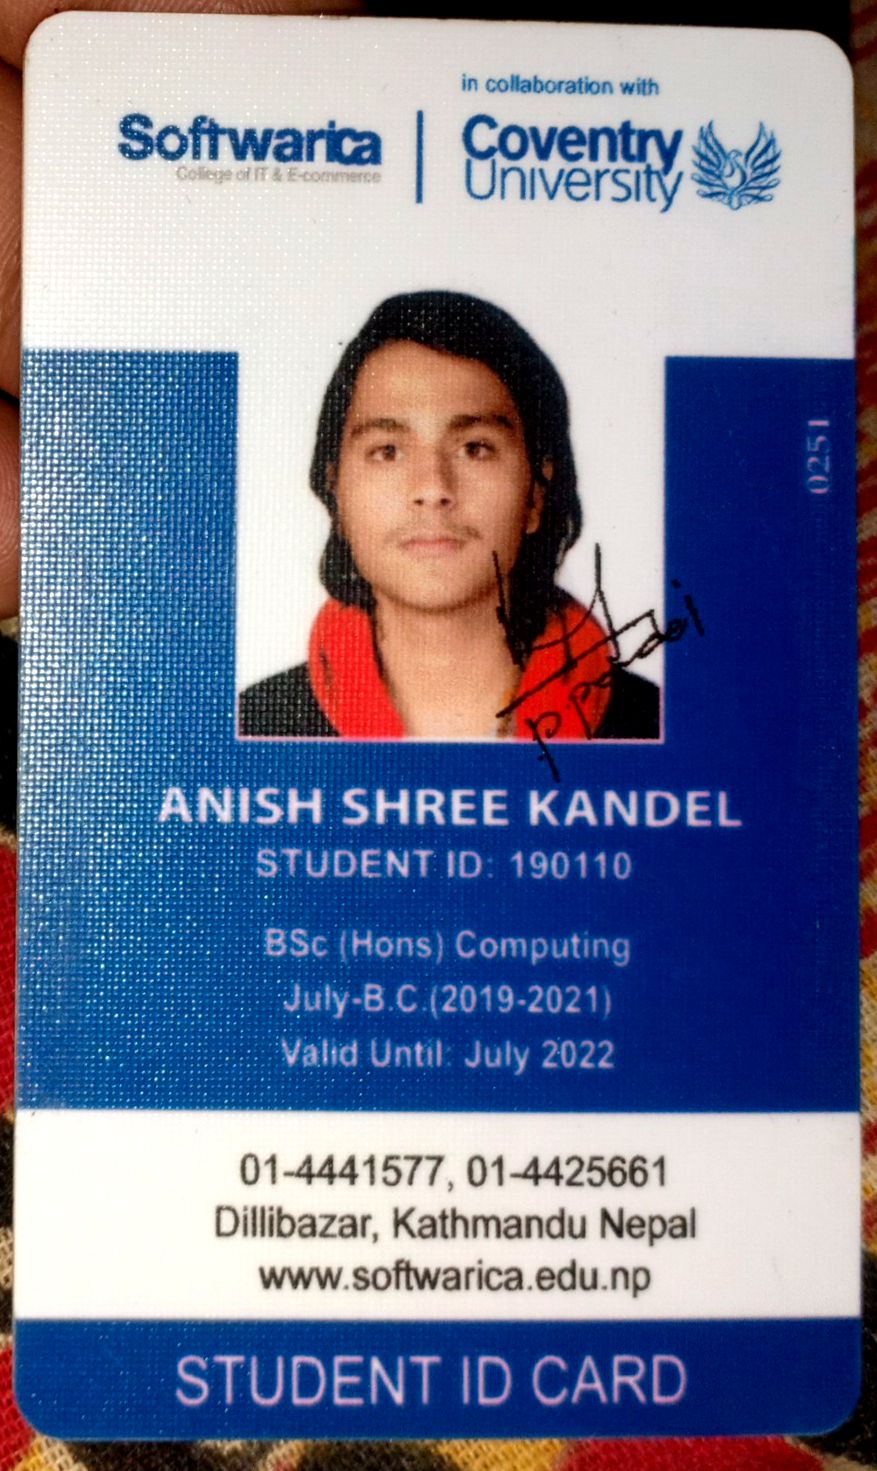 in collaboration with
Softwarica
College of IT & E-commerce
Coventry
University
0251
ppandei
ANISH SHREE KANDEL
STUDENT ID: 190110
BSc (Hons) Computing
July-B.C.(2019-2021)
Valid Until: July 2022
01-4441577, 01-4425661
Dillibazar, Kathmandu Nepal
www.softwarica.edu.np
STUDENT ID CARD